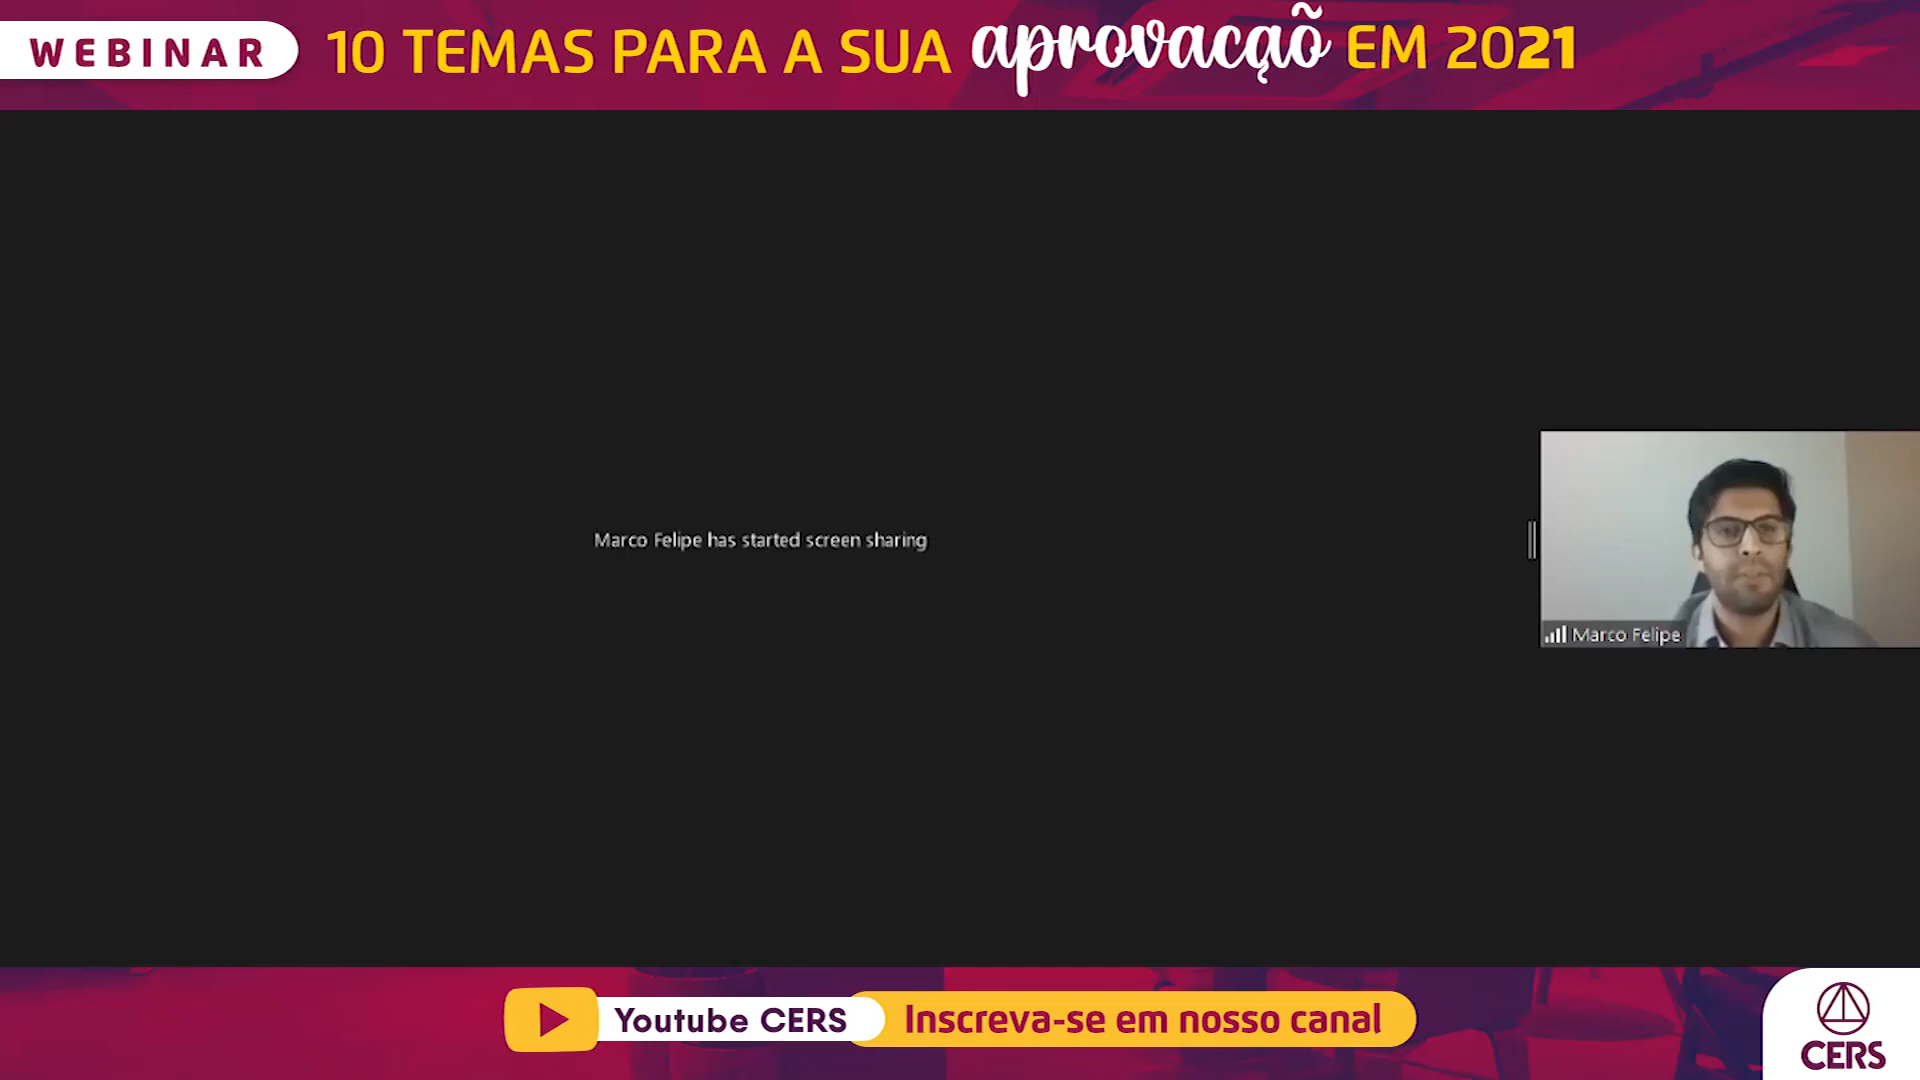 WEBINAR 10 TEMAS PARA A SUA aprovação EM 2021
Marco Felipe has started screen sharing
Marco Felipe
Youtube CERS Inscreva-se em nosso canal
CERS